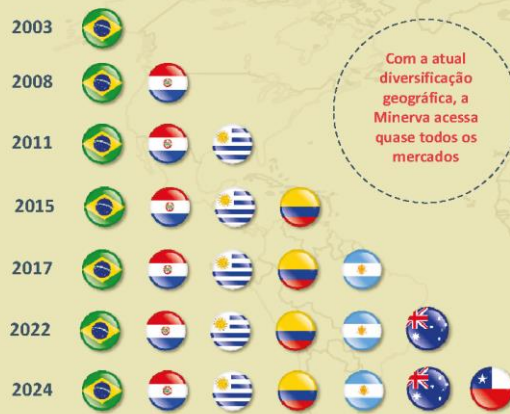 2003
2008
2011
2015
2017
2022
2024
Com a atual
diversificação
geográfica, a
Minerva acessa
quase todos os
mercados